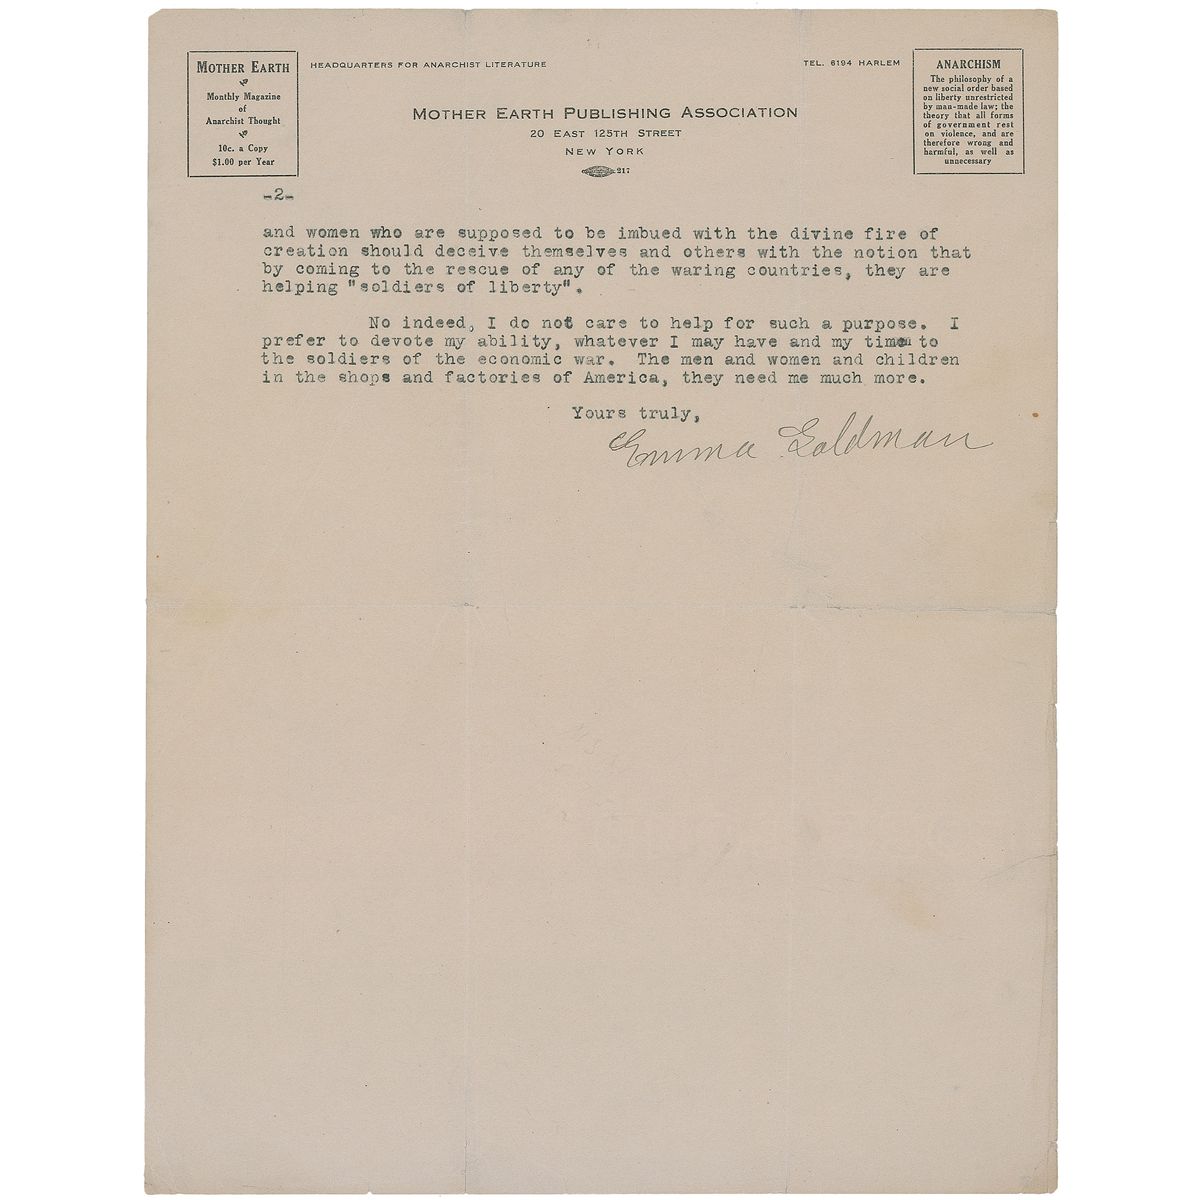 MOTHER EARTH
Monthly Magazine
of
Anarchist Thought
10c. a Copy
$1.00 per Year
HEADQUARTERS FOR ANARCHIST LITERATURE
TEL. 6194 HARLEM
MOTHER EARTH PUBLISHING ASSOCIATION
20 EAST 125TH STREET
NEW YORK
217
ANARCHISM
The philosophy of a
new social order based
on liberty unrestricted
by man-made law; the
theory that all forms
of government rest
on violence, and are
therefore wrong and
harmful, as well as
unnecessary
-2-
and women who are supposed to be imbued with the divine fire of
creation should deceive themselves and others with the notion that
by coming to the rescue of any of the waring countries, they are
helping "soldiers of liberty".
No indeed, I do not care to help for such a purpose. I
prefer to devote my ability, whatever I may have and my time to
the soldiers of the economic war. The men and women and children
in the shops and factories of America, they need me much more.
Yours truly,
Emma Goldman